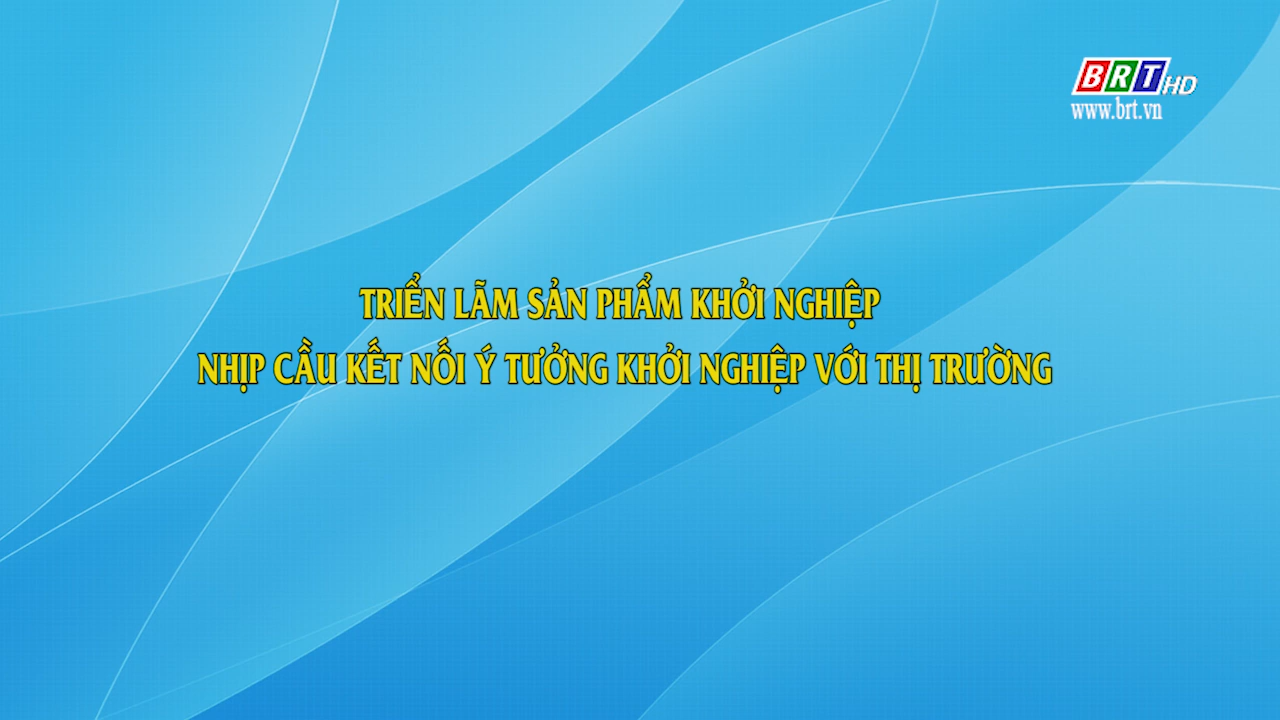 BRT HD
www.brt.vn
TRIỂN LÃM SẢN PHẨM KHỞI NGHIỆP
NHỊP CẦU KẾT NỐI Ý TƯỞNG KHỞI NGHIỆP VỚI THỊ TRƯỜNG